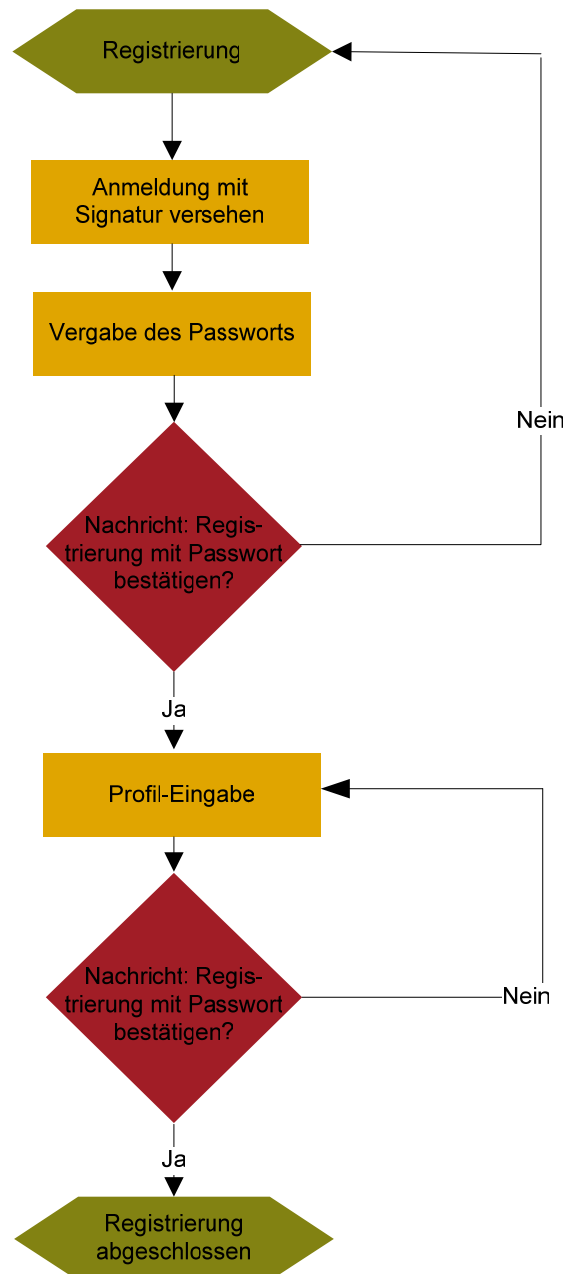 Registrierung
Anmeldung mit
Signatur versehen
Vergabe des Passworts
Nein
Nachricht: Regis-
trierung mit Passwort
bestätigen?
Ja
Profil-Eingabe
Nachricht: Regis-
trierung mit Passwort
bestätigen?
Nein
Ja
Registrierung
abgeschlossen